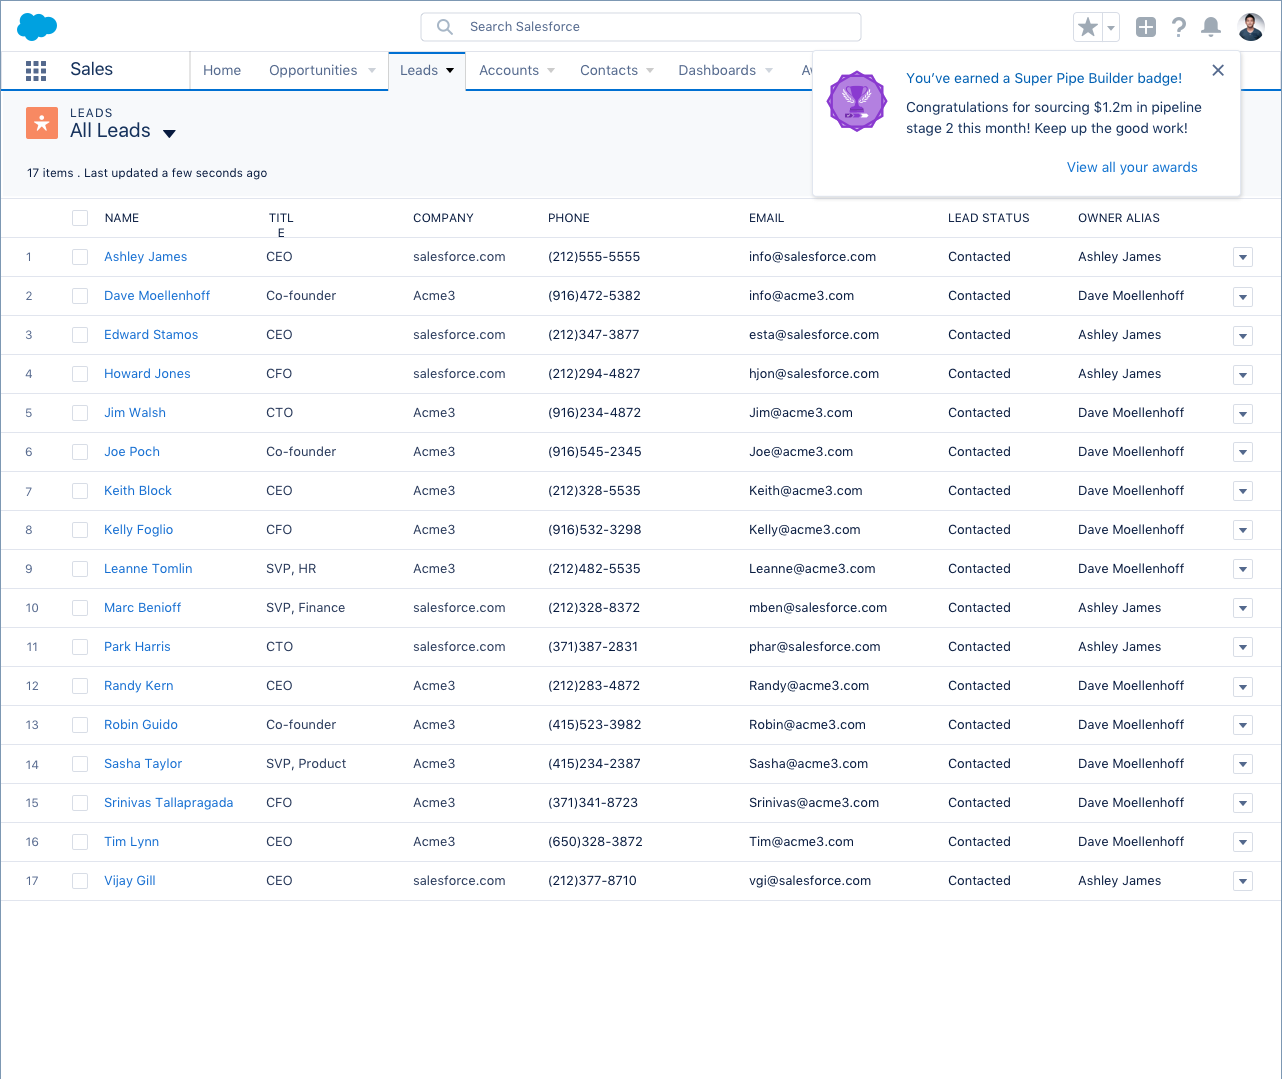 Search Salesforce
Sales
Home
Opportunities
Leads
Accounts
Contacts
Dashboards
You've earned a Super Pipe Builder badge!
Congratulations for sourcing $1.2m in pipeline
stage 2 this month! Keep up the good work!
View all your awards
LEADS
All Leads
17 items . Last updated a few seconds ago
NAME TITLE COMPANY PHONE EMAIL LEAD STATUS OWNER ALIAS
1 Ashley James CEO salesforce.com (212)555-5555 info@salesforce.com Contacted Ashley James
2 Dave Moellenhoff Co-founder Acme3 (916)472-5382 info@acme3.com Contacted Dave Moellenhoff
3 Edward Stamos CEO salesforce.com (212)347-3877 esta@salesforce.com Contacted Ashley James
4 Howard Jones CFO salesforce.com (212)294-4827 hjon@salesforce.com Contacted Ashley James
5 Jim Walsh CTO Acme3 (916)234-4872 Jim@acme3.com Contacted Dave Moellenhoff
6 Joe Poch Co-founder Acme3 (916)545-2345 Joe@acme3.com Contacted Dave Moellenhoff
7 Keith Block CEO Acme3 (212)328-5535 Keith@acme3.com Contacted Dave Moellenhoff
8 Kelly Foglio CFO Acme3 (916)532-3298 Kelly@acme3.com Contacted Dave Moellenhoff
9 Leanne Tomlin SVP, HR Acme3 (212)482-5535 Leanne@acme3.com Contacted Dave Moellenhoff
10 Marc Benioff SVP, Finance salesforce.com (212)328-8372 mben@salesforce.com Contacted Ashley James
11 Park Harris CTO salesforce.com (371)387-2831 phar@salesforce.com Contacted Ashley James
12 Randy Kern CEO Acme3 (212)283-4872 Randy@acme3.com Contacted Dave Moellenhoff
13 Robin Guido Co-founder Acme3 (415)523-3982 Robin@acme3.com Contacted Dave Moellenhoff
14 Sasha Taylor SVP, Product Acme3 (415)234-2387 Sasha@acme3.com Contacted Dave Moellenhoff
15 Srinivas Tallapragada CFO Acme3 (371)341-8723 Srinivas@acme3.com Contacted Dave Moellenhoff
16 Tim Lynn CEO Acme3 (650)328-3872 Tim@acme3.com Contacted Dave Moellenhoff
17 Vijay Gill CEO salesforce.com (212)377-8710 vgi@salesforce.com Contacted Ashley James